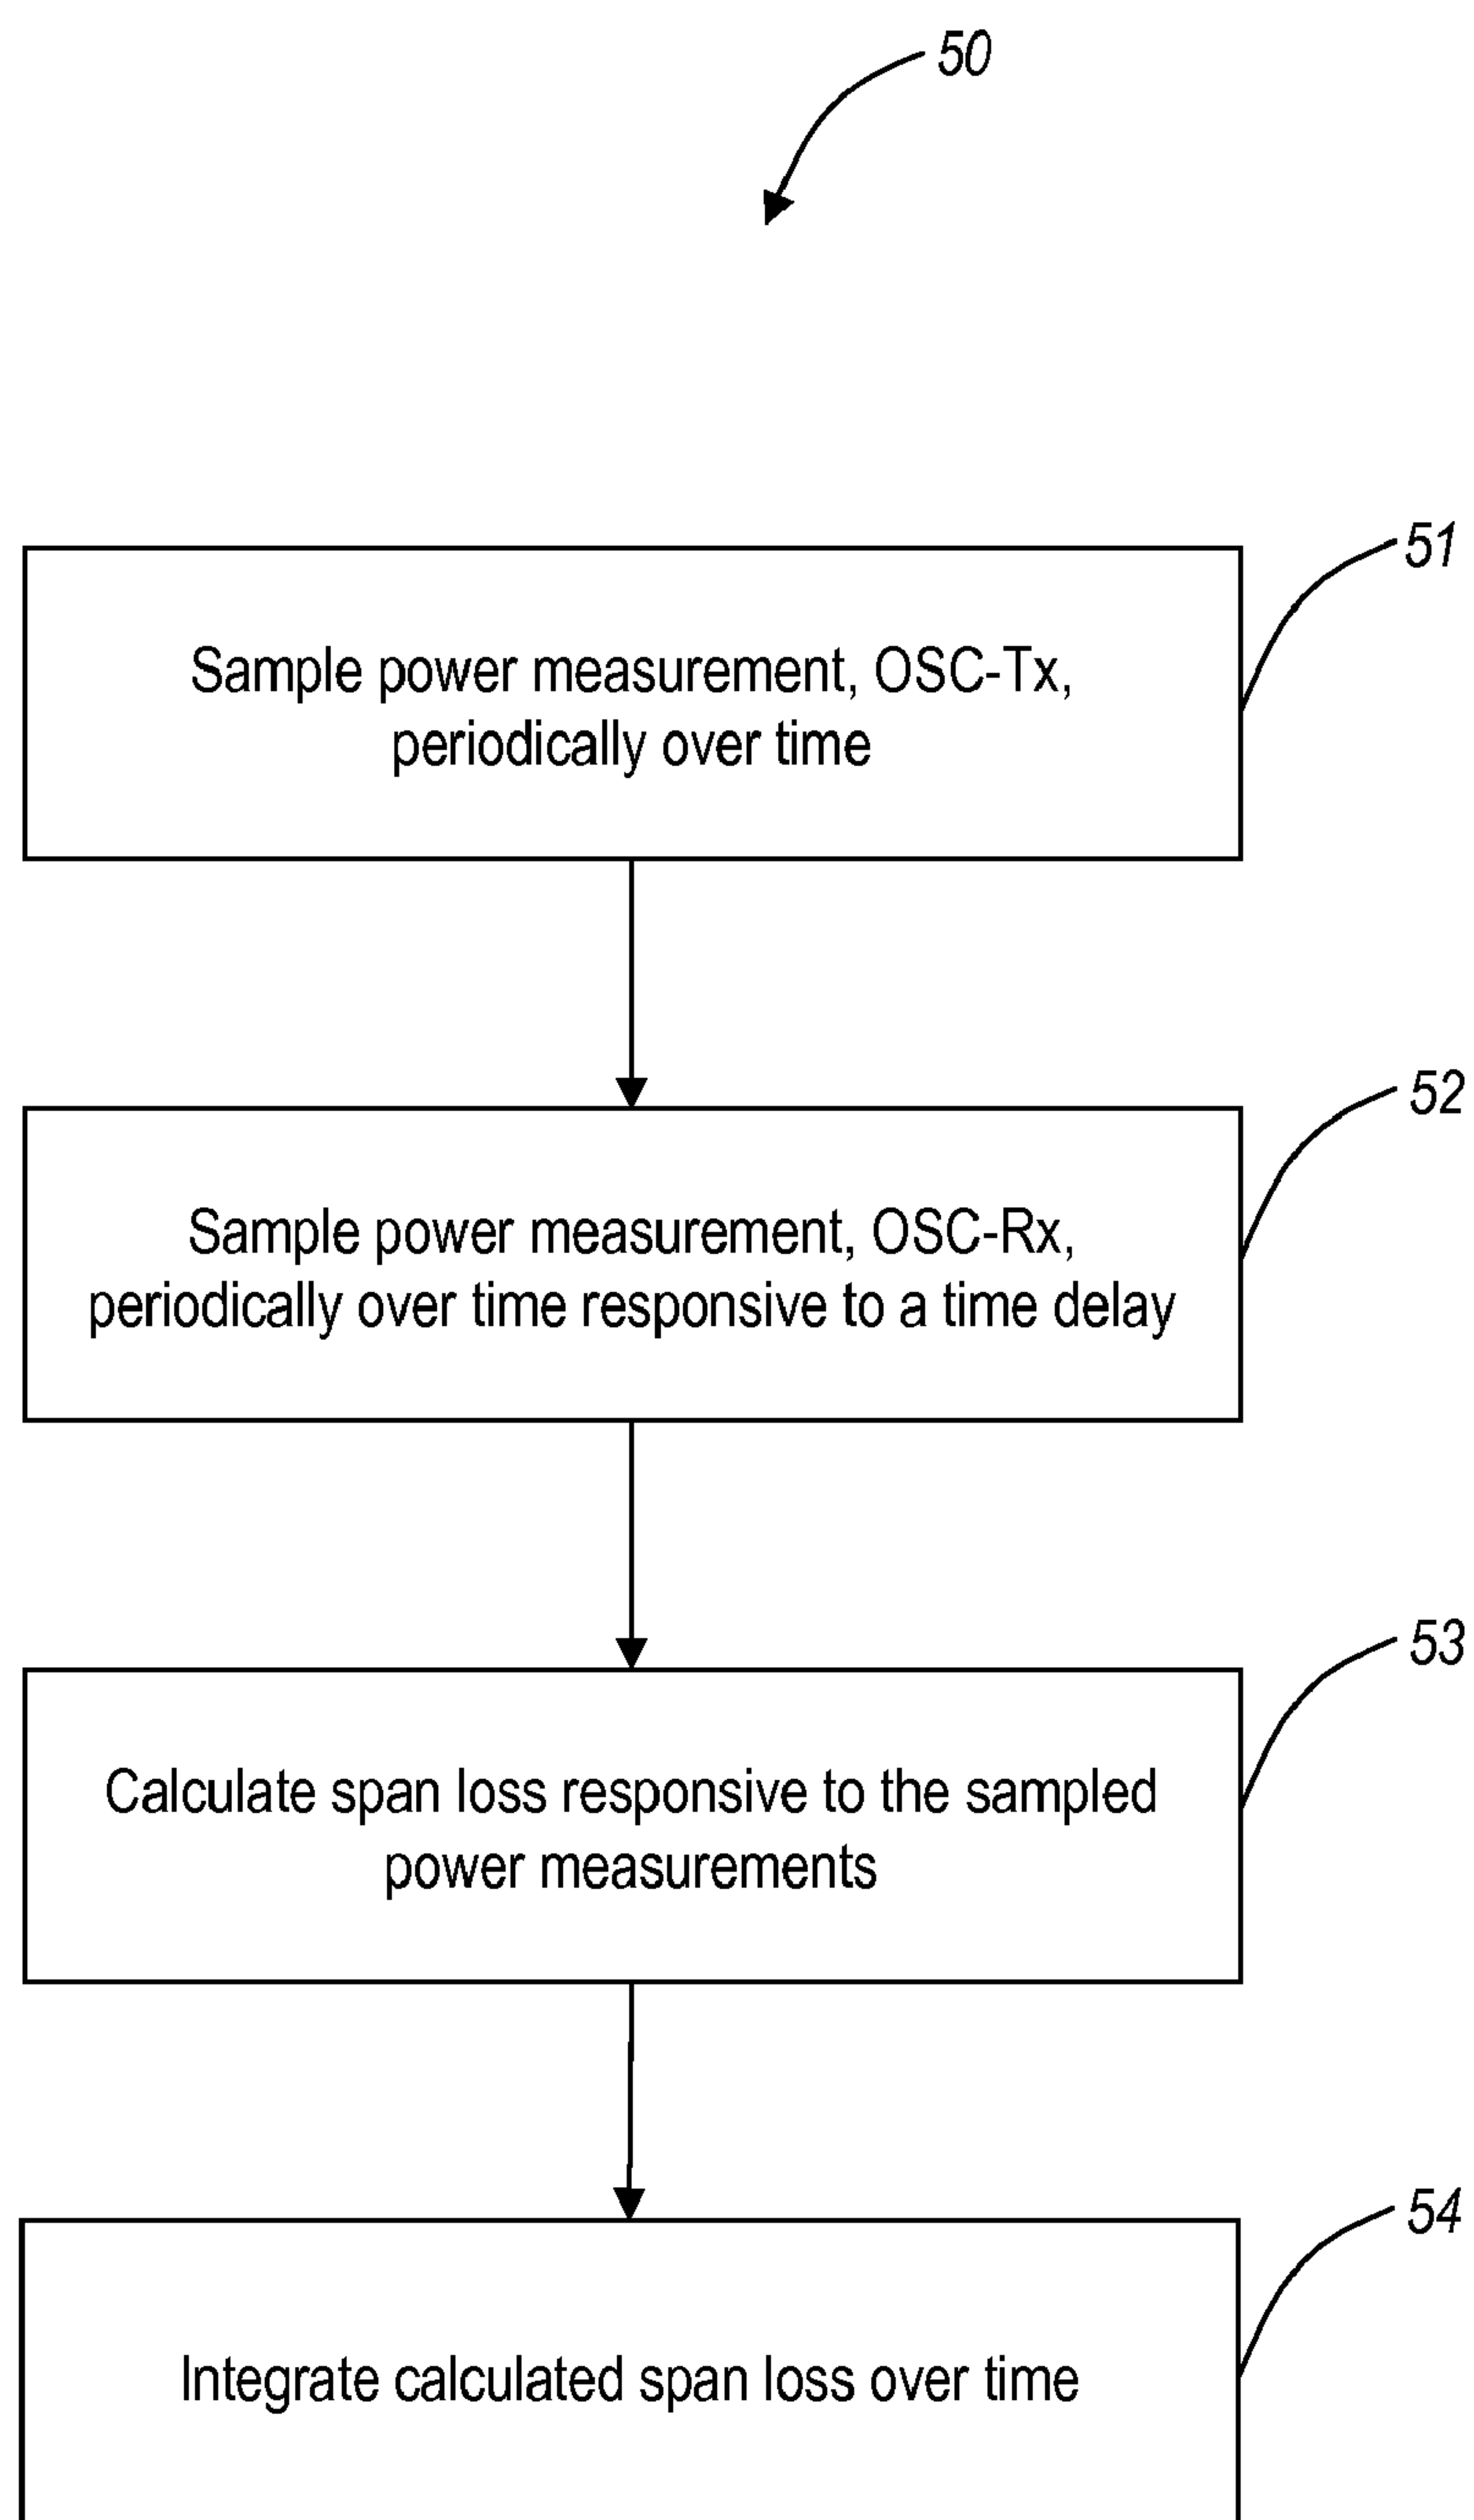 50
51
Sample power measurement, OSC-Tx,
periodically over time
52
Sample power measurement, OSC-Rx,
periodically over time responsive to a time delay
53
Calculate span loss responsive to the sampled
power measurements
54
Integrate calculated span loss over time